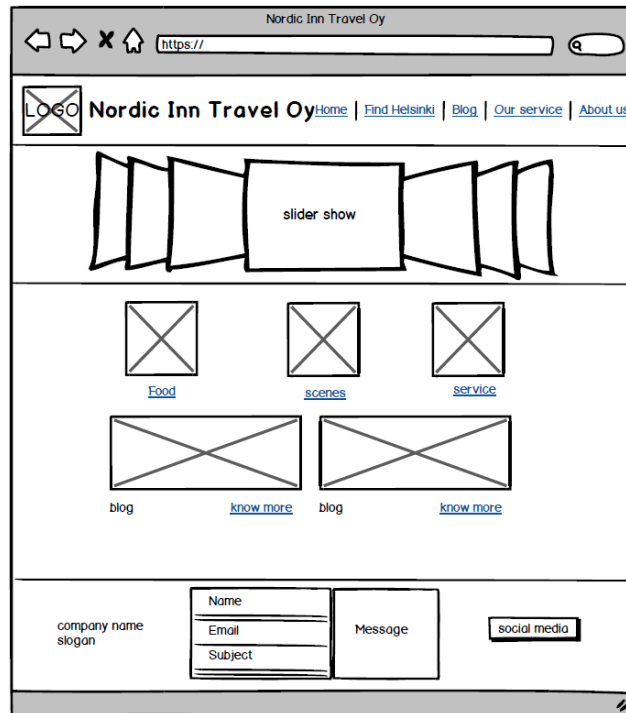 Nordic Inn Travel Oy
https://
LOGO Nordic Inn Travel Oy Home | Find Helsinki | Blog | Our service | About us
slider show
Food scenes service
blog know more blog know more
company name
slogan
Name
Email
Subject
Message
social media